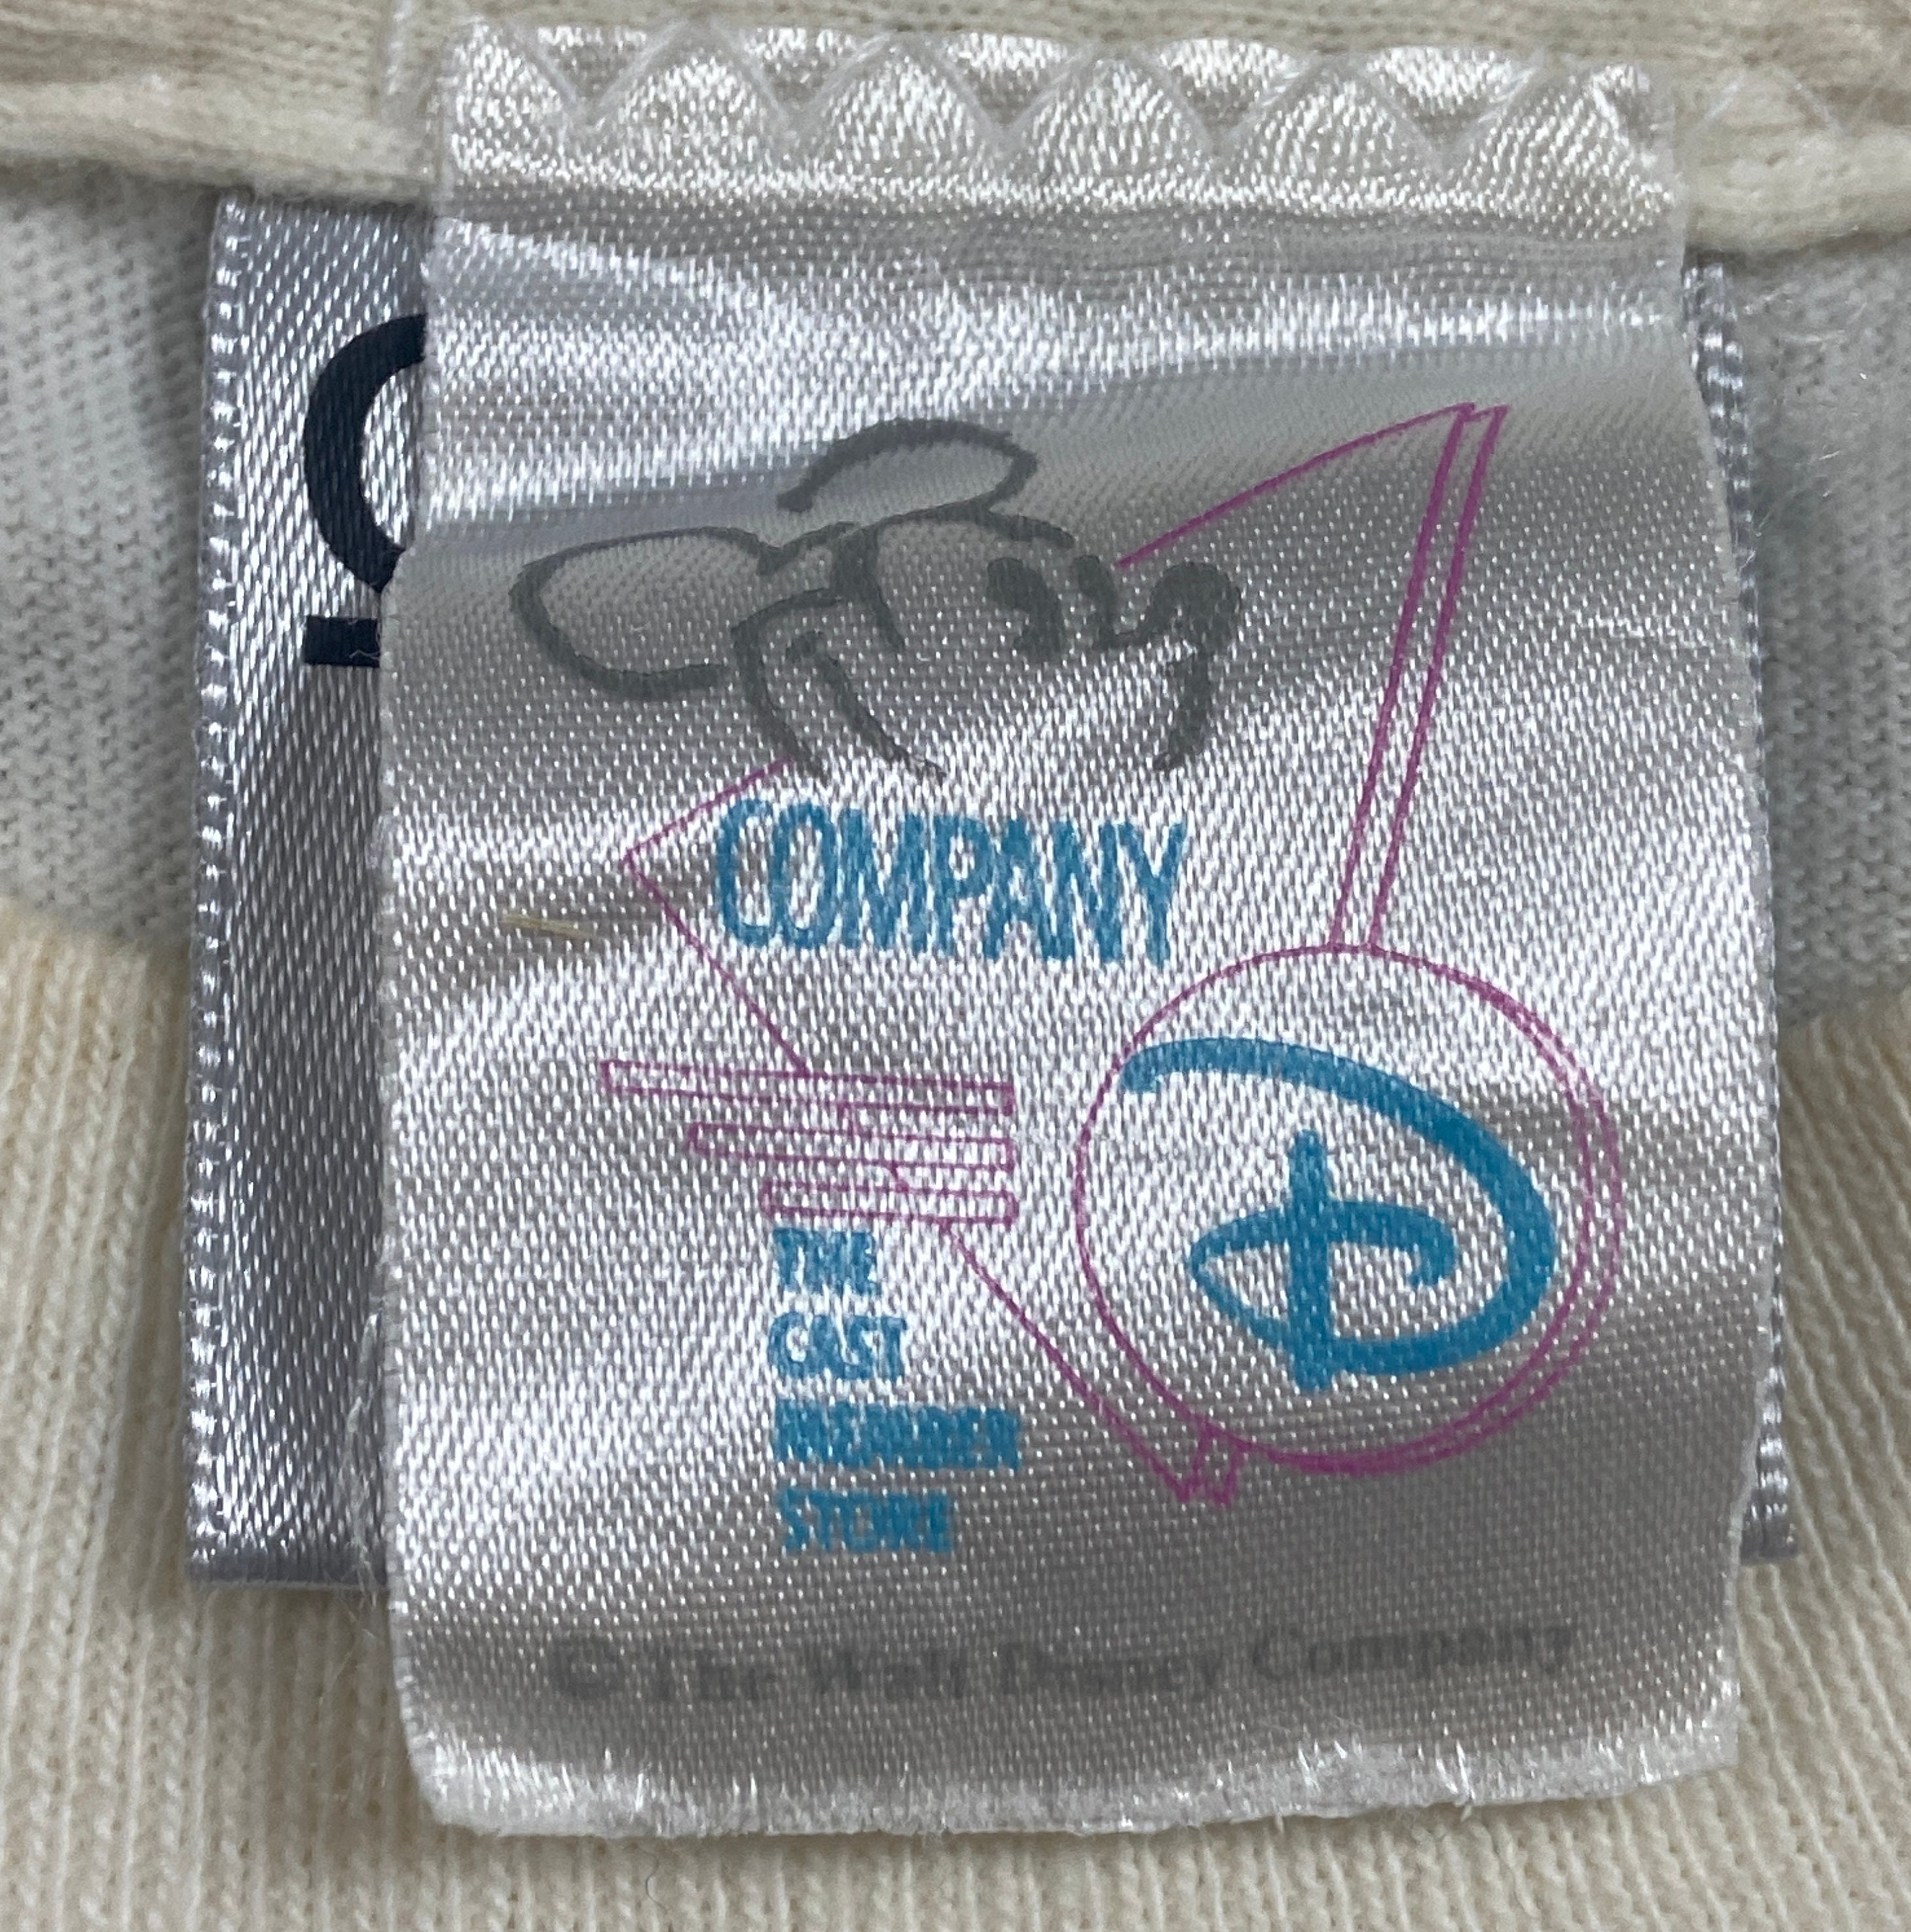 COMPANY
D
THE
CAST
MEMBER
STORE
© The Walt Disney Company